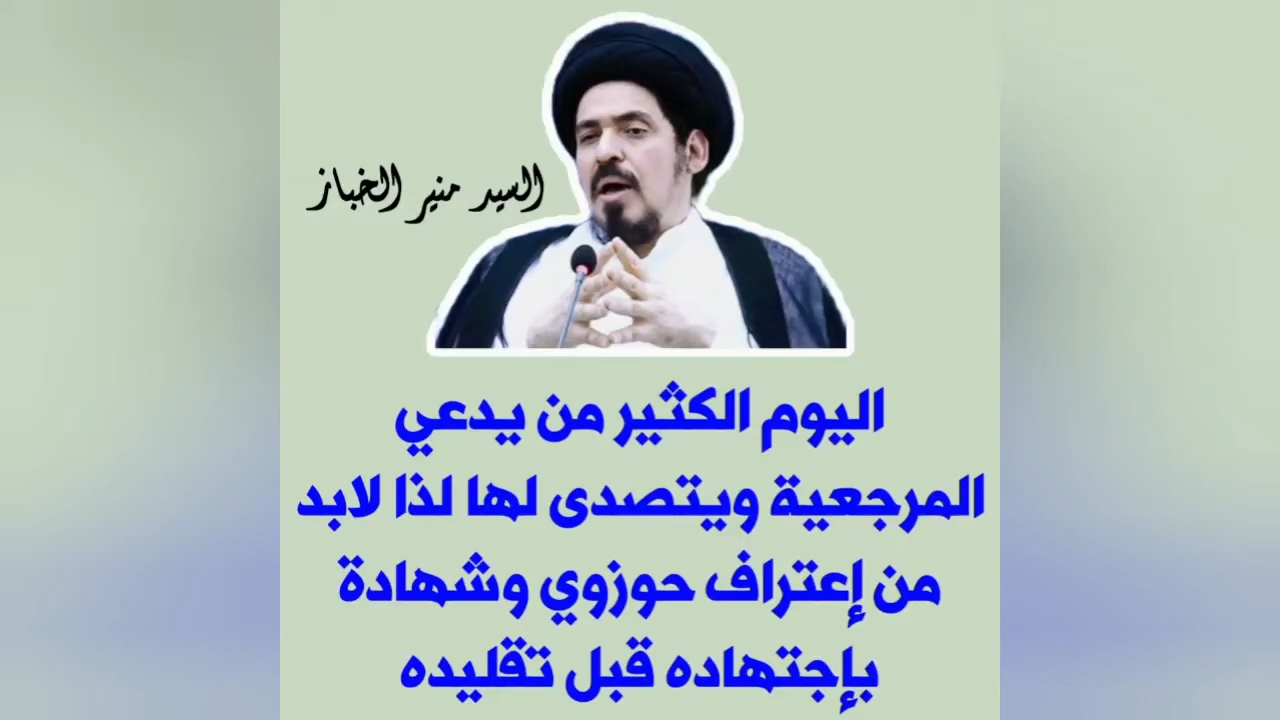 السيد منير الخباز
اليوم الكثير من يدعي
المرجعية ويتصدى لها لذا لابد
من إعتراف حوزوي وشهادة
بإجتهاده قبل تقليده